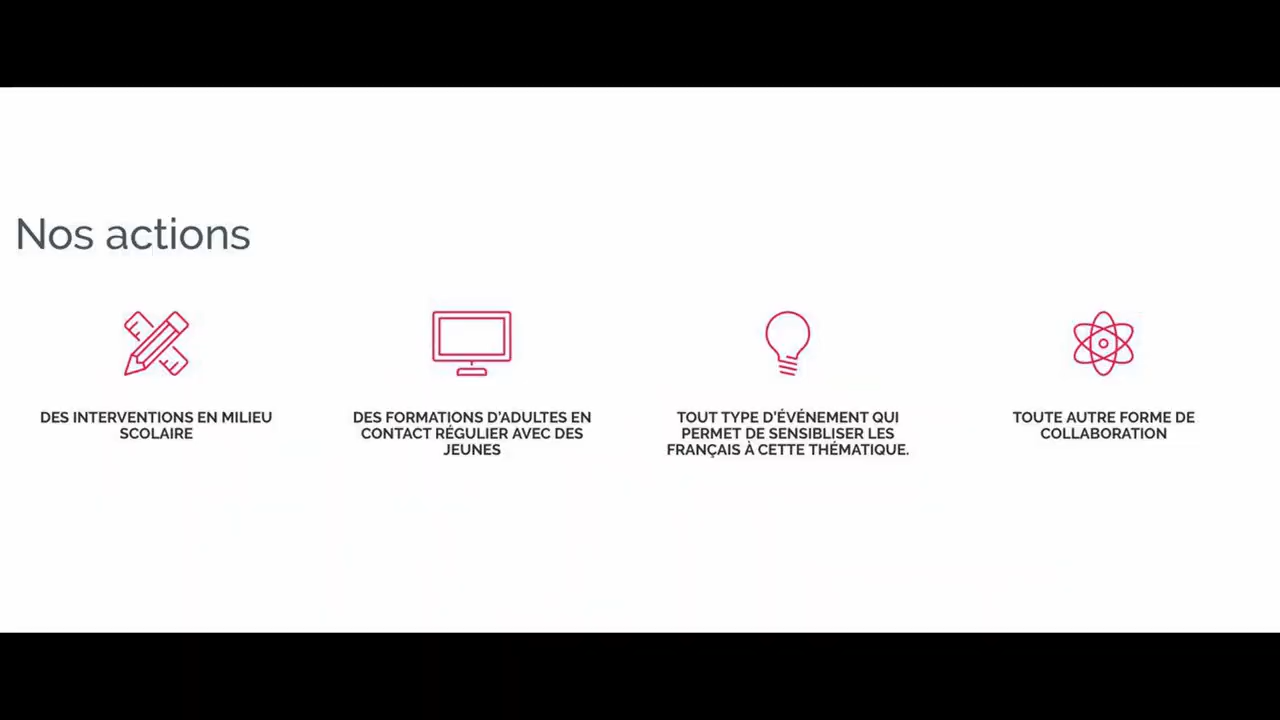 Nos actions
DES INTERVENTIONS EN MILIEU
SCOLAIRE
DES FORMATIONS D'ADULTES EN
CONTACT RÉGULIER AVEC DES
JEUNES
TOUT TYPE D'ÉVÉNEMENT QUI
PERMET DE SENSIBLISER LES
FRANÇAIS À CETTE THÉMATIQUE.
TOUTE AUTRE FORME DE
COLLABORATION